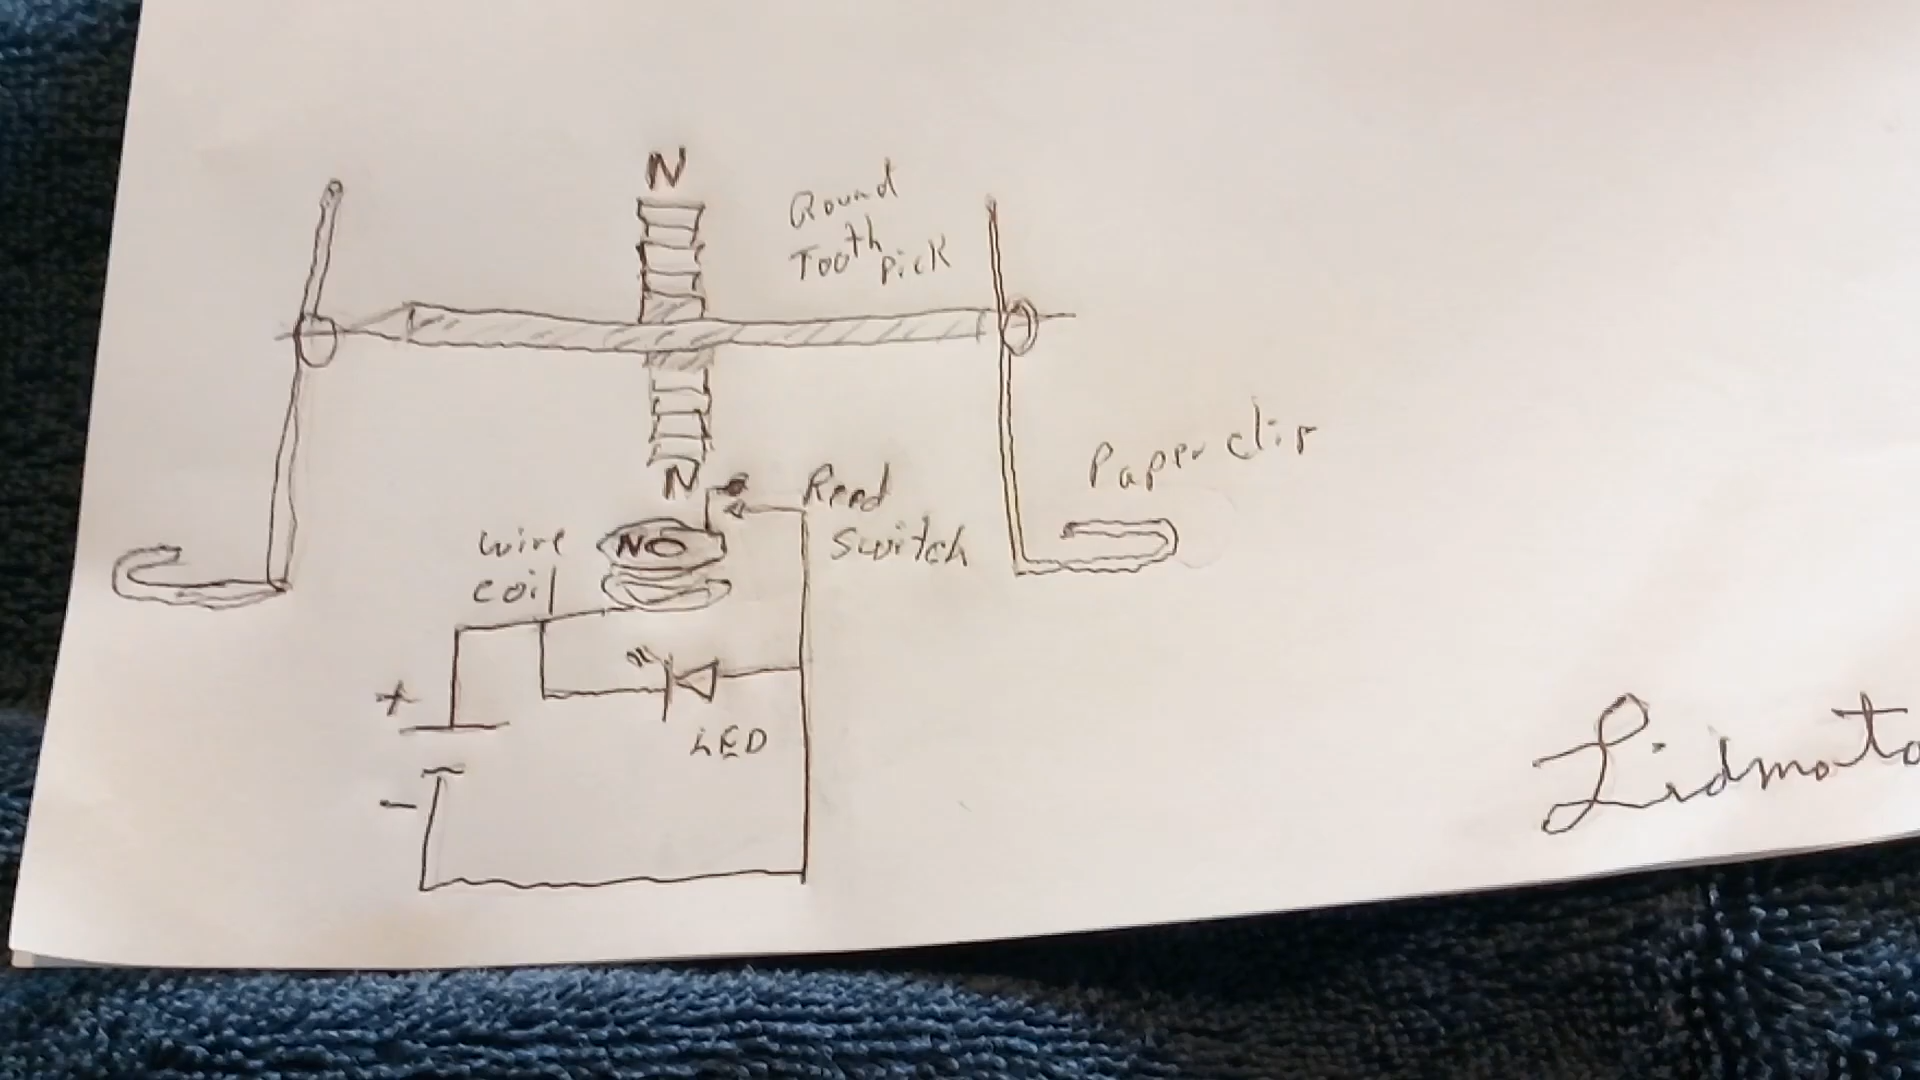 N
Round
Tooth
pick
Paper clip
N
Reed
switch
wire
coil
NO
+
LED
-
Lidmoto